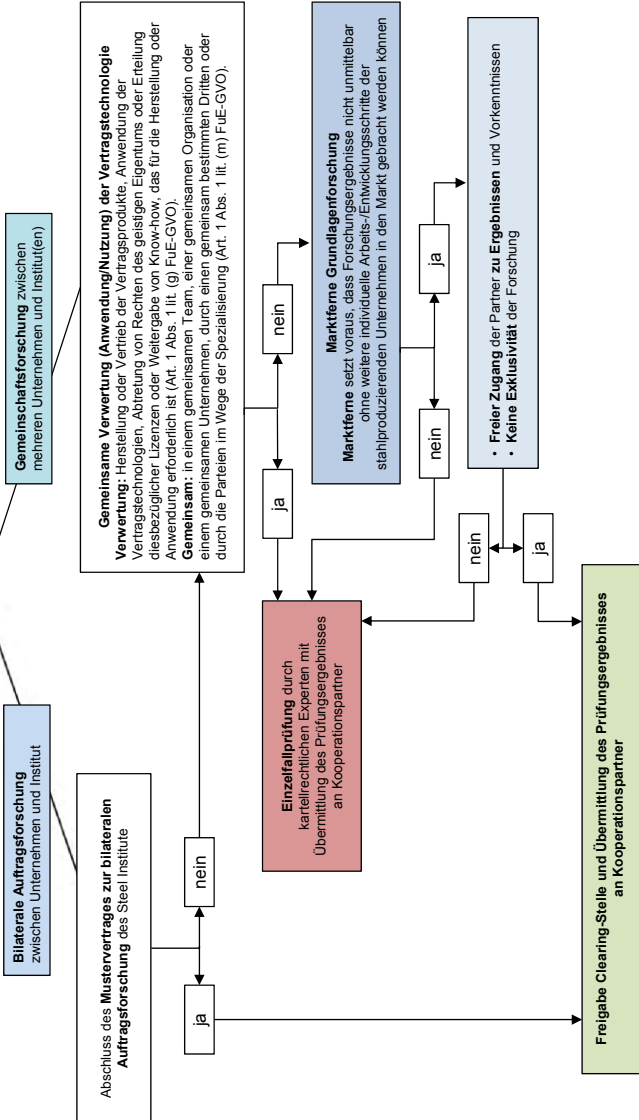 Bilaterale Auftragsforschung
zwischen Unternehmen und Institut
Gemeinschaftsforschung zwischen
mehreren Unternehmen und Institut(en)
Abschluss des Mustervertrages zur bilateralen
Auftragsforschung des Steel Institute
ja
nein
Gemeinsame Verwertung (Anwendung/Nutzung) der Vertragstechnologie
Verwertung: Herstellung oder Vertrieb der Vertragsprodukte, Anwendung der
Vertragstechnologien, Abtretung von Rechten des geistigen Eigentums oder Erteilung
diesbezüglicher Lizenzen oder Weitergabe von Know-how, das für die Herstellung oder
Anwendung erforderlich ist (Art. 1 Abs. 1 lit. (g) FuE-GVO).
Gemeinsam: in einem gemeinsamen Team, einer gemeinsamen Organisation oder
einem gemeinsamen Unternehmen, durch einen gemeinsam bestimmten Dritten oder
durch die Parteien im Wege der Spezialisierung (Art. 1 Abs. 1 lit. (m) FuE-GVO).
ja
nein
Einzelfallprüfung durch
kartellrechtlichen Experten mit
Übermittlung des Prüfungsergebnisses
an Kooperationspartner
Marktferne Grundlagenforschung
Marktferne setzt voraus, dass Forschungsergebnisse nicht unmittelbar
ohne weitere individuelle Arbeits-/Entwicklungsschritte der
stahlproduzierenden Unternehmen in den Markt gebracht werden können
nein
ja
• Freier Zugang der Partner zu Ergebnissen und Vorkenntnissen
• Keine Exklusivität der Forschung
nein
ja
Freigabe Clearing-Stelle und Übermittlung des Prüfungsergebnisses
an Kooperationspartner